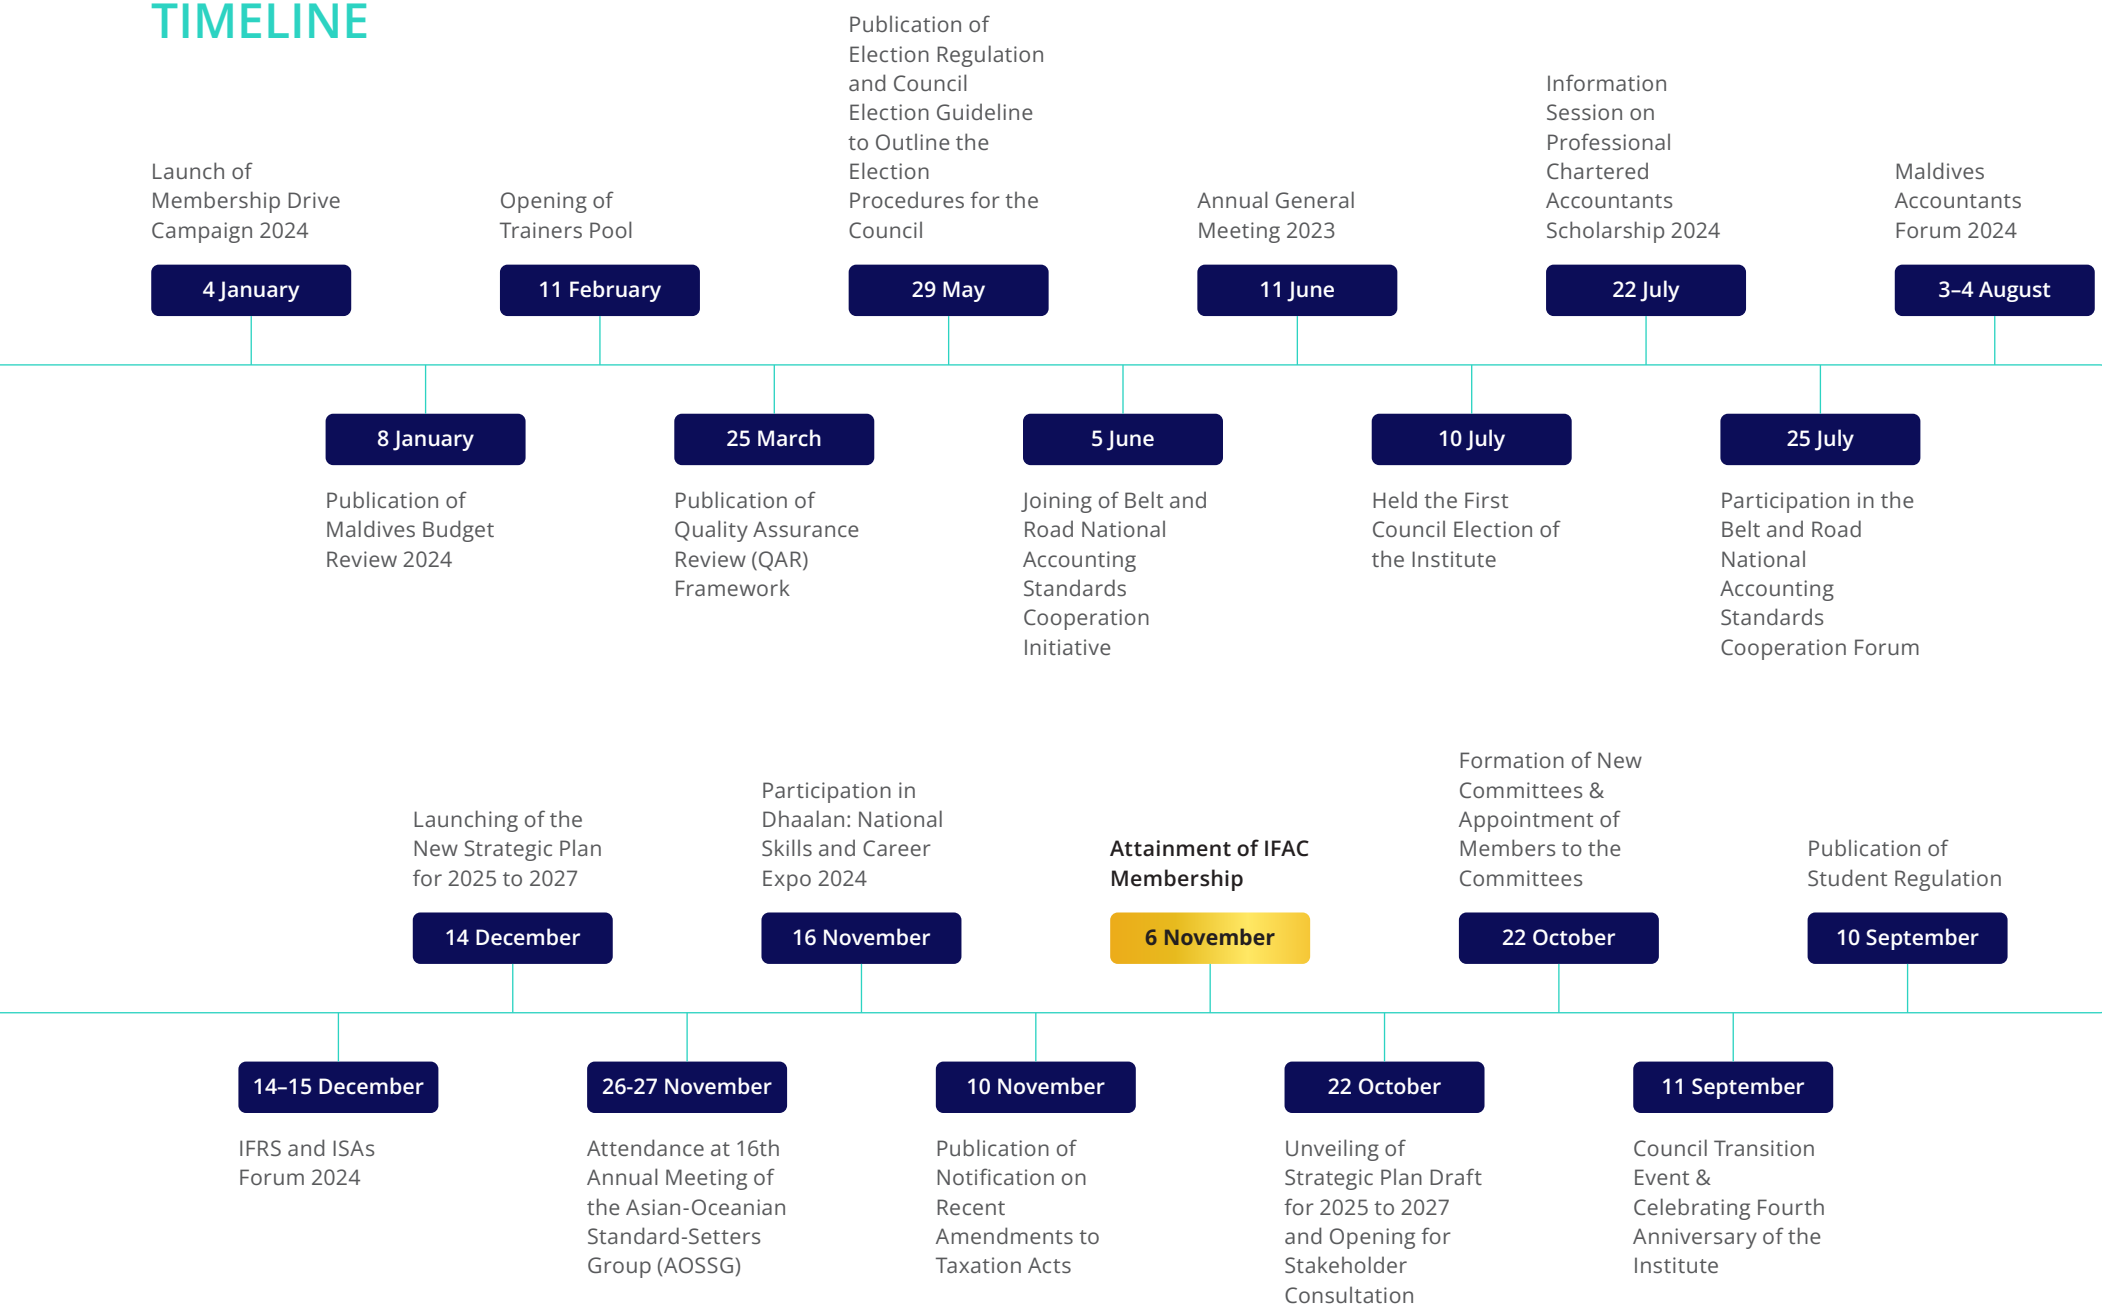 TIMELINE
Launch of
Membership Drive
Campaign 2024
4 January
8 January
Publication of
Maldives Budget
Review 2024
Opening of
Trainers Pool
11 February
25 March
Publication of
Quality Assurance
Review (QAR)
Framework
Publication of
Election Regulation
and Council
Election Guideline
to Outline the
Election
Procedures for the
Council
29 May
5 June
Joining of Belt and
Road National
Accounting
Standards
Cooperation
Initiative
Annual General
Meeting 2023
11 June
10 July
Held the First
Council Election of
the Institute
Information
Session on
Professional
Chartered
Accountants
Scholarship 2024
22 July
25 July
Participation in the
Belt and Road
National
Accounting
Standards
Cooperation Forum
Maldives
Accountants
Forum 2024
3–4 August
Publication of
Student Regulation
10 September
11 September
Council Transition
Event &
Celebrating Fourth
Anniversary of the
Institute
Formation of New
Committees &
Appointment of
Members to the
Committees
22 October
22 October
Unveiling of
Strategic Plan Draft
for 2025 to 2027
and Opening for
Stakeholder
Consultation
Attainment of IFAC
Membership
6 November
10 November
Publication of
Notification on
Recent
Amendments to
Taxation Acts
Participation in
Dhaalan: National
Skills and Career
Expo 2024
16 November
26-27 November
Attendance at 16th
Annual Meeting of
the Asian-Oceanian
Standard-Setters
Group (AOSSG)
Launching of the
New Strategic Plan
for 2025 to 2027
14 December
14–15 December
IFRS and ISAs
Forum 2024